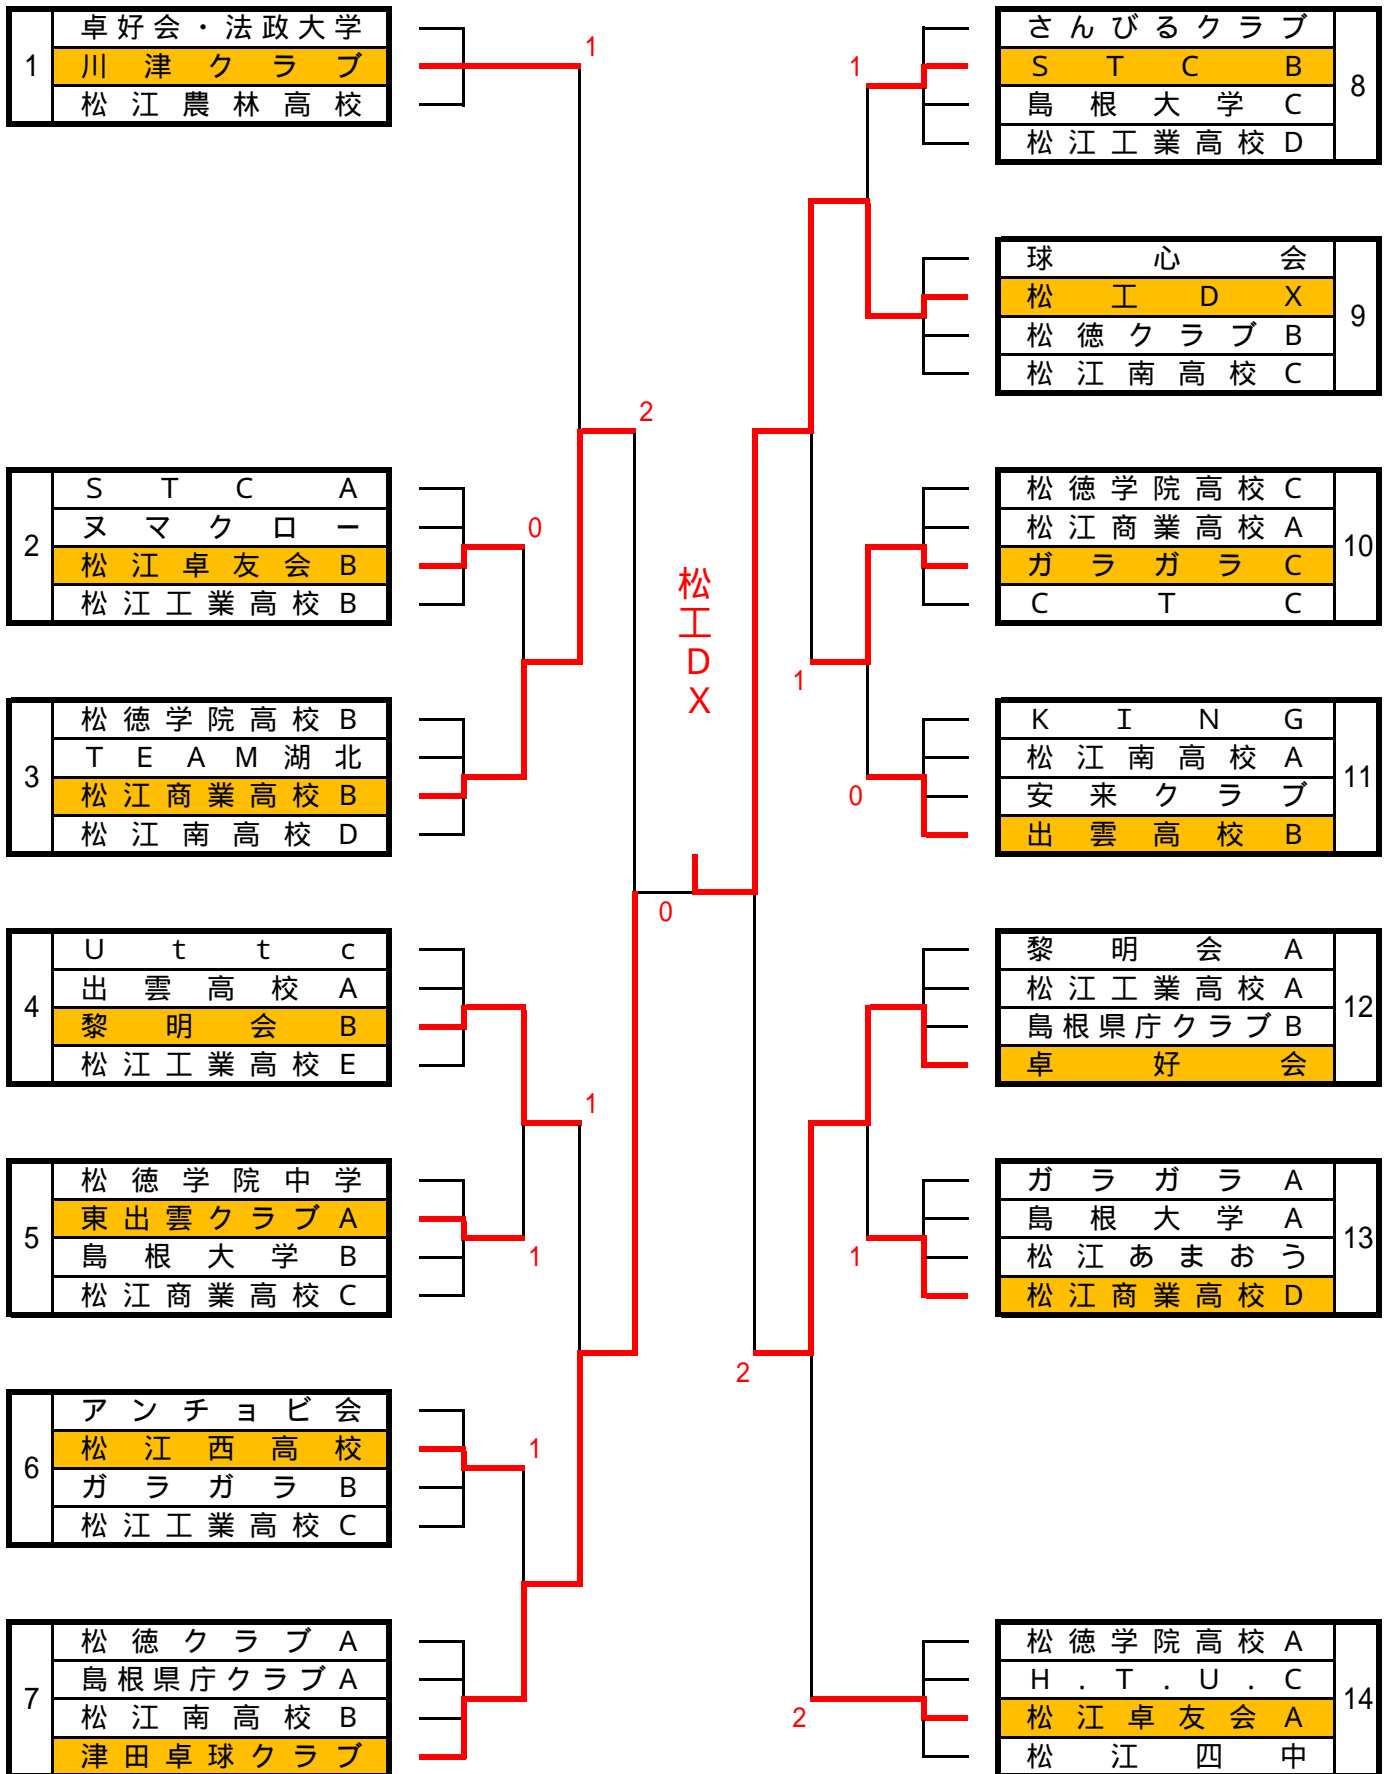 1
卓好会・法政大学
川津クラブ
松江農林高校
2
STC A
ヌマクロー
松江卓友会B
松江工業高校B
3
松徳学院高校B
TEAM湖北
松江商業高校B
松江南高校D
4
Uttc
出雲高校A
黎明会B
松江工業高校E
5
松徳学院中学
東出雲クラブA
島根大学B
松江商業高校C
6
アンチョビ会
松江西高校
ガラガラB
松江工業高校C
7
松徳クラブA
島根県庁クラブA
松江南高校B
津田卓球クラブ
1
2
0
1
1
1
0
松工DX
1
1
0
1
2
2
8
さんびるクラブ
STC B
島根大学C
松江工業高校D
9
球心会
松工DX
松徳クラブB
松江南高校C
10
松徳学院高校C
松江商業高校A
ガラガラC
CTC
11
KING
松江南高校A
安来クラブ
出雲高校B
12
黎明会A
松江工業高校A
島根県庁クラブB
卓好会
13
ガラガラA
島根大学A
松江あまおう
松江商業高校D
14
松徳学院高校A
H.T.U.C
松江卓友会A
松江四中